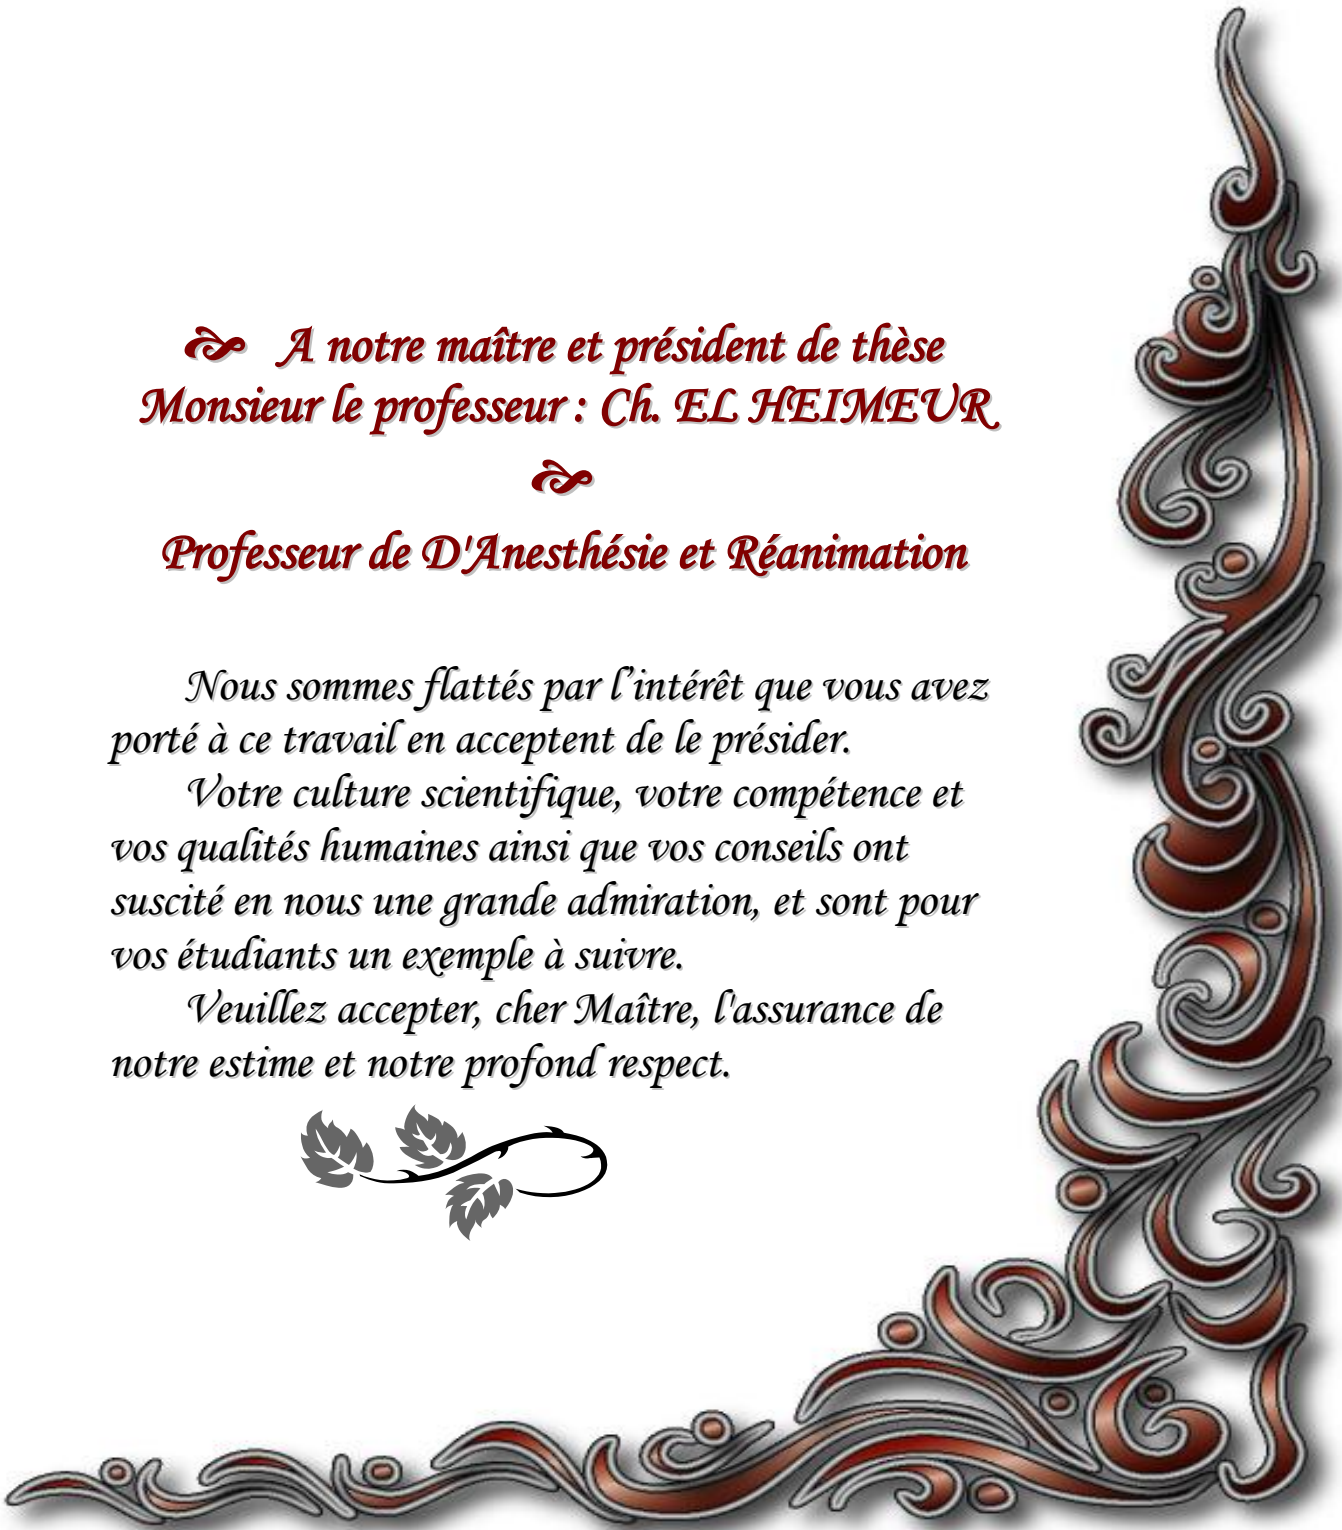 A notre maître et président de thèse
Monsieur le professeur : Ch. EL HEIMEUR
Professeur de D'Anesthésie et Réanimation
Nous sommes flattés par l’intérêt que vous avez
porté à ce travail en acceptent de le présider.
Votre culture scientifique, votre compétence et
vos qualités humaines ainsi que vos conseils ont
suscité en nous une grande admiration, et sont pour
vos étudiants un exemple à suivre.
Veuillez accepter, cher Maître, l'assurance de
notre estime et notre profond respect.